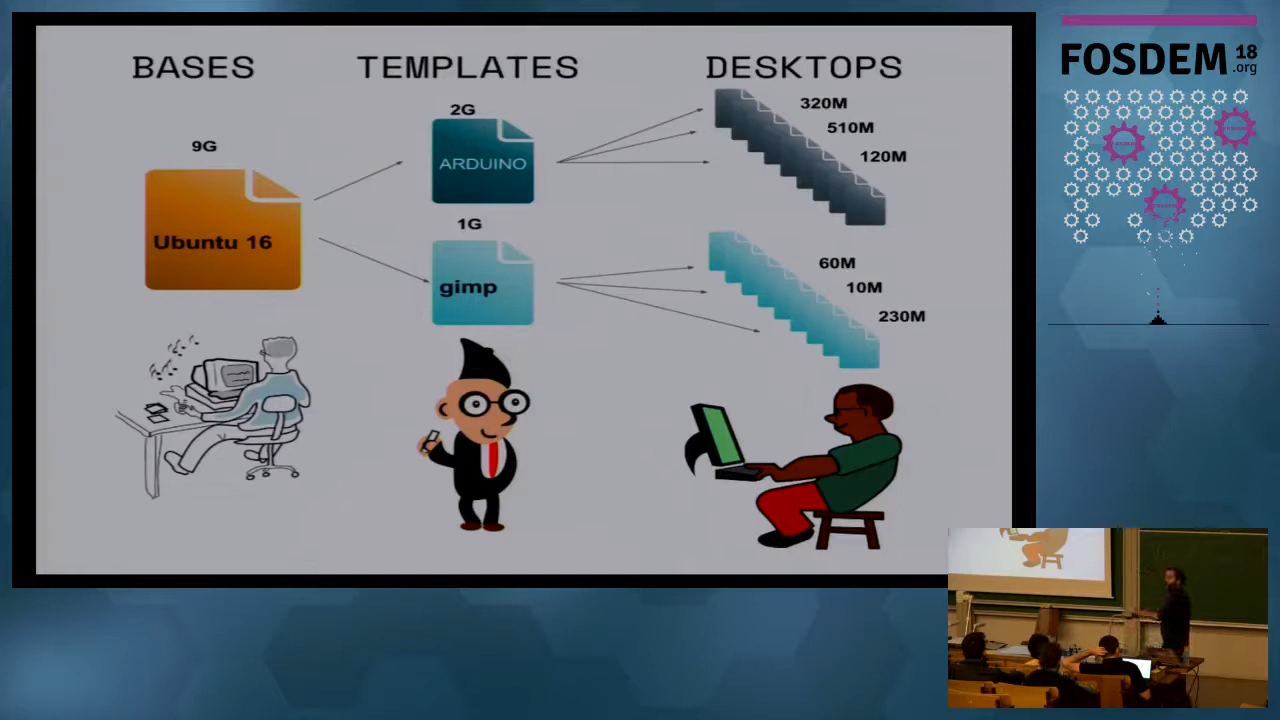 BASES
TEMPLATES
DESKTOPS
9G
Ubuntu 16
2G
ARDUINO
1G
gimp
320M
510M
120M
60M
10M
230M
FOSDEM 18
.org